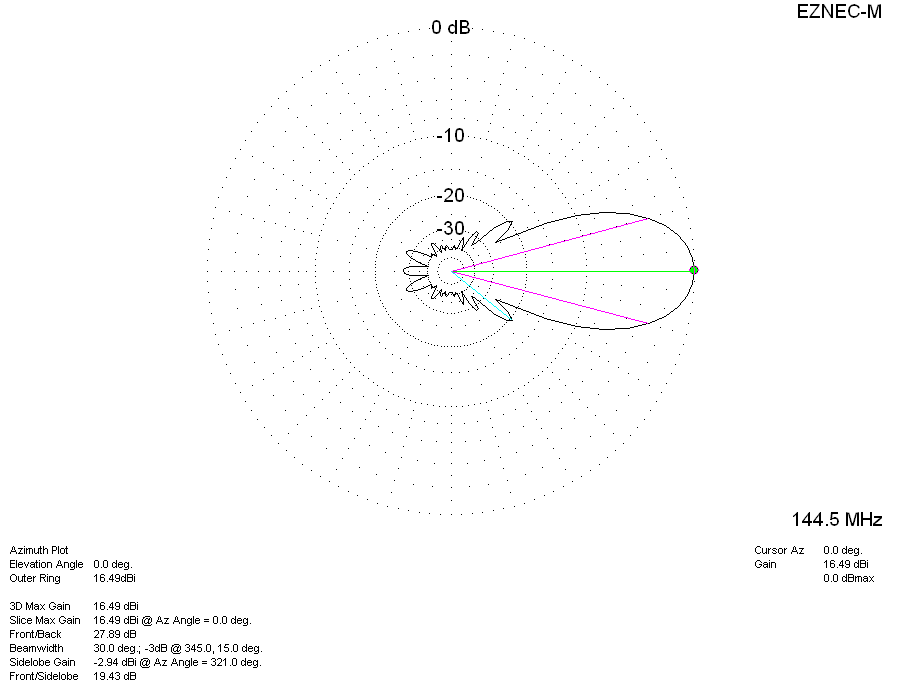 EZNEC-M
0 dB
-10
-20
-30
144.5 MHz
Azimuth Plot
Elevation Angle 0.0 deg.
Outer Ring 16.49dBi
3D Max Gain 16.49 dBi
Slice Max Gain 16.49 dBi @ Az Angle = 0.0 deg.
Front/Back 27.89 dB
Beamwidth 30.0 deg.; -3dB @ 345.0, 15.0 deg.
Sidelobe Gain -2.94 dBi @ Az Angle = 321.0 deg.
Front/Sidelobe 19.43 dB
Cursor Az 0.0 deg.
Gain 16.49 dBi
0.0 dBmax